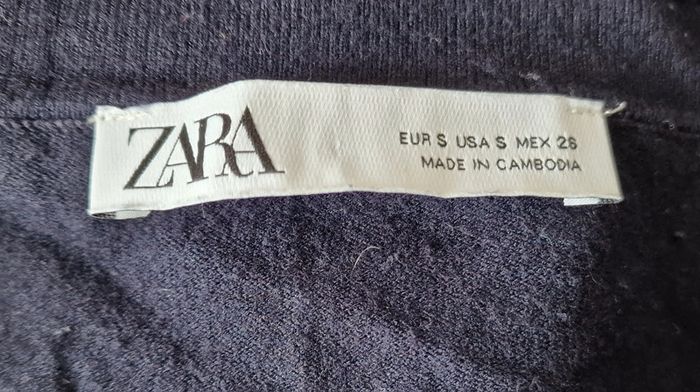 ZARA
EUR S USA S MEX 26
MADE IN CAMBODIA